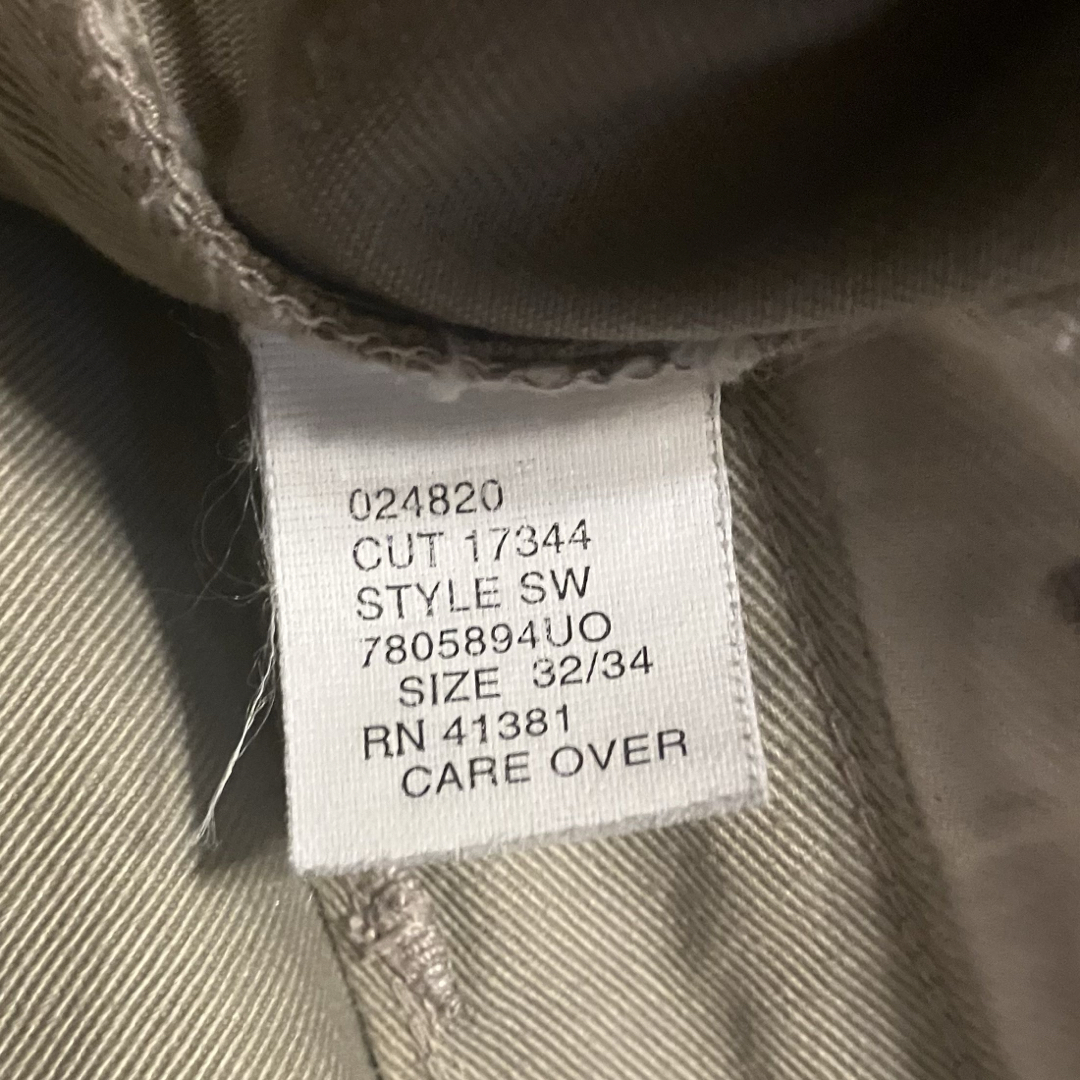 024820
CUT 17344
STYLE SW
7805894UO
SIZE 32/34
RN 41381
CARE OVER